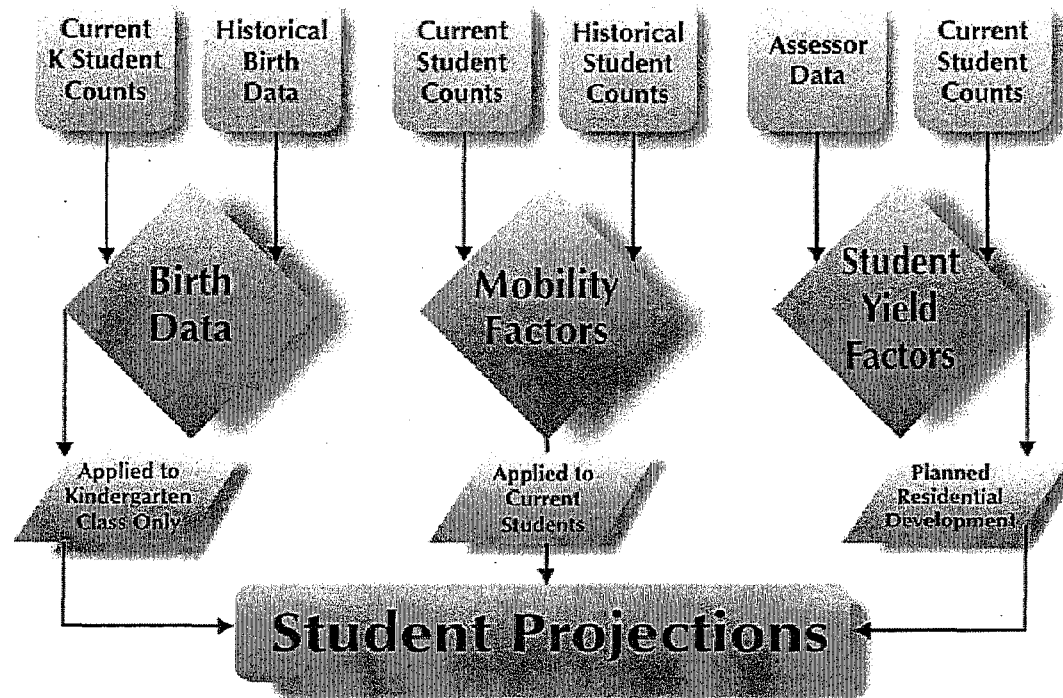 Current
K Student
Counts
Historical
Birth
Data
Current
Student
Counts
Historical
Student
Counts
Assessor
Data
Current
Student
Counts
Birth
Data
Mobility
Factors
Student
Yield
Factors
Applied to
Kindergarten
Class Only
Applied to
Current
Students
Planned
Residential
Development
Student Projections